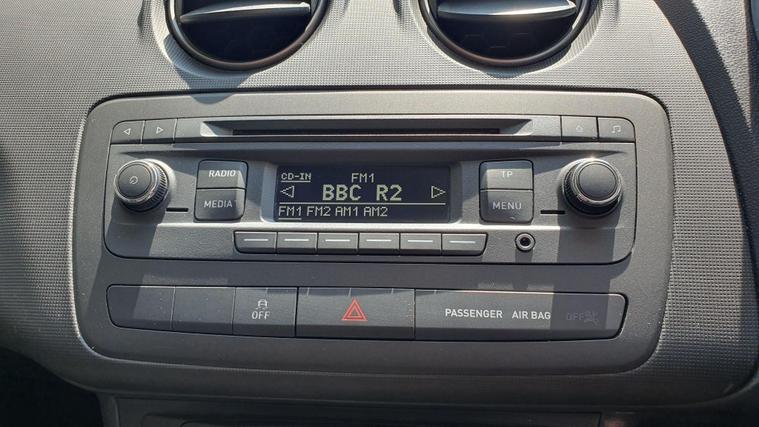 CD-IN FM1
BBC R2
FM1 FM2 AM1 AM2
RADIO
MEDIA
TP
MENU
OFF
PASSENGER AIR BAG OFF